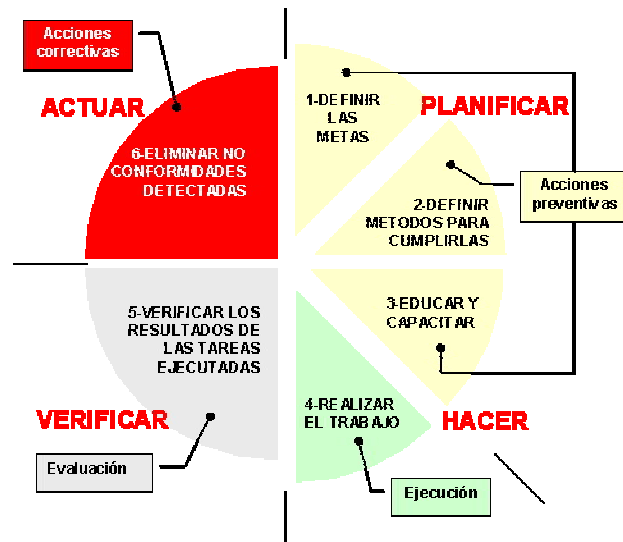 Acciones
correctivas
ACTUAR
6-ELIMINAR NO
CONFORMIDADES
DETECTADAS
1-DEFINIR
LAS
METAS
PLANIFICAR
2-DEFINIR
METODOS PARA
CUMPLIRLAS
Acciones
preventivas
3-EDUCAR Y
CAPACITAR
HACER
4-REALIZAR
EL TRABAJO
Ejecución
5-VERIFICAR LOS
RESULTADOS DE
LAS TAREAS
EJECUTADAS
VERIFICAR
Evaluación